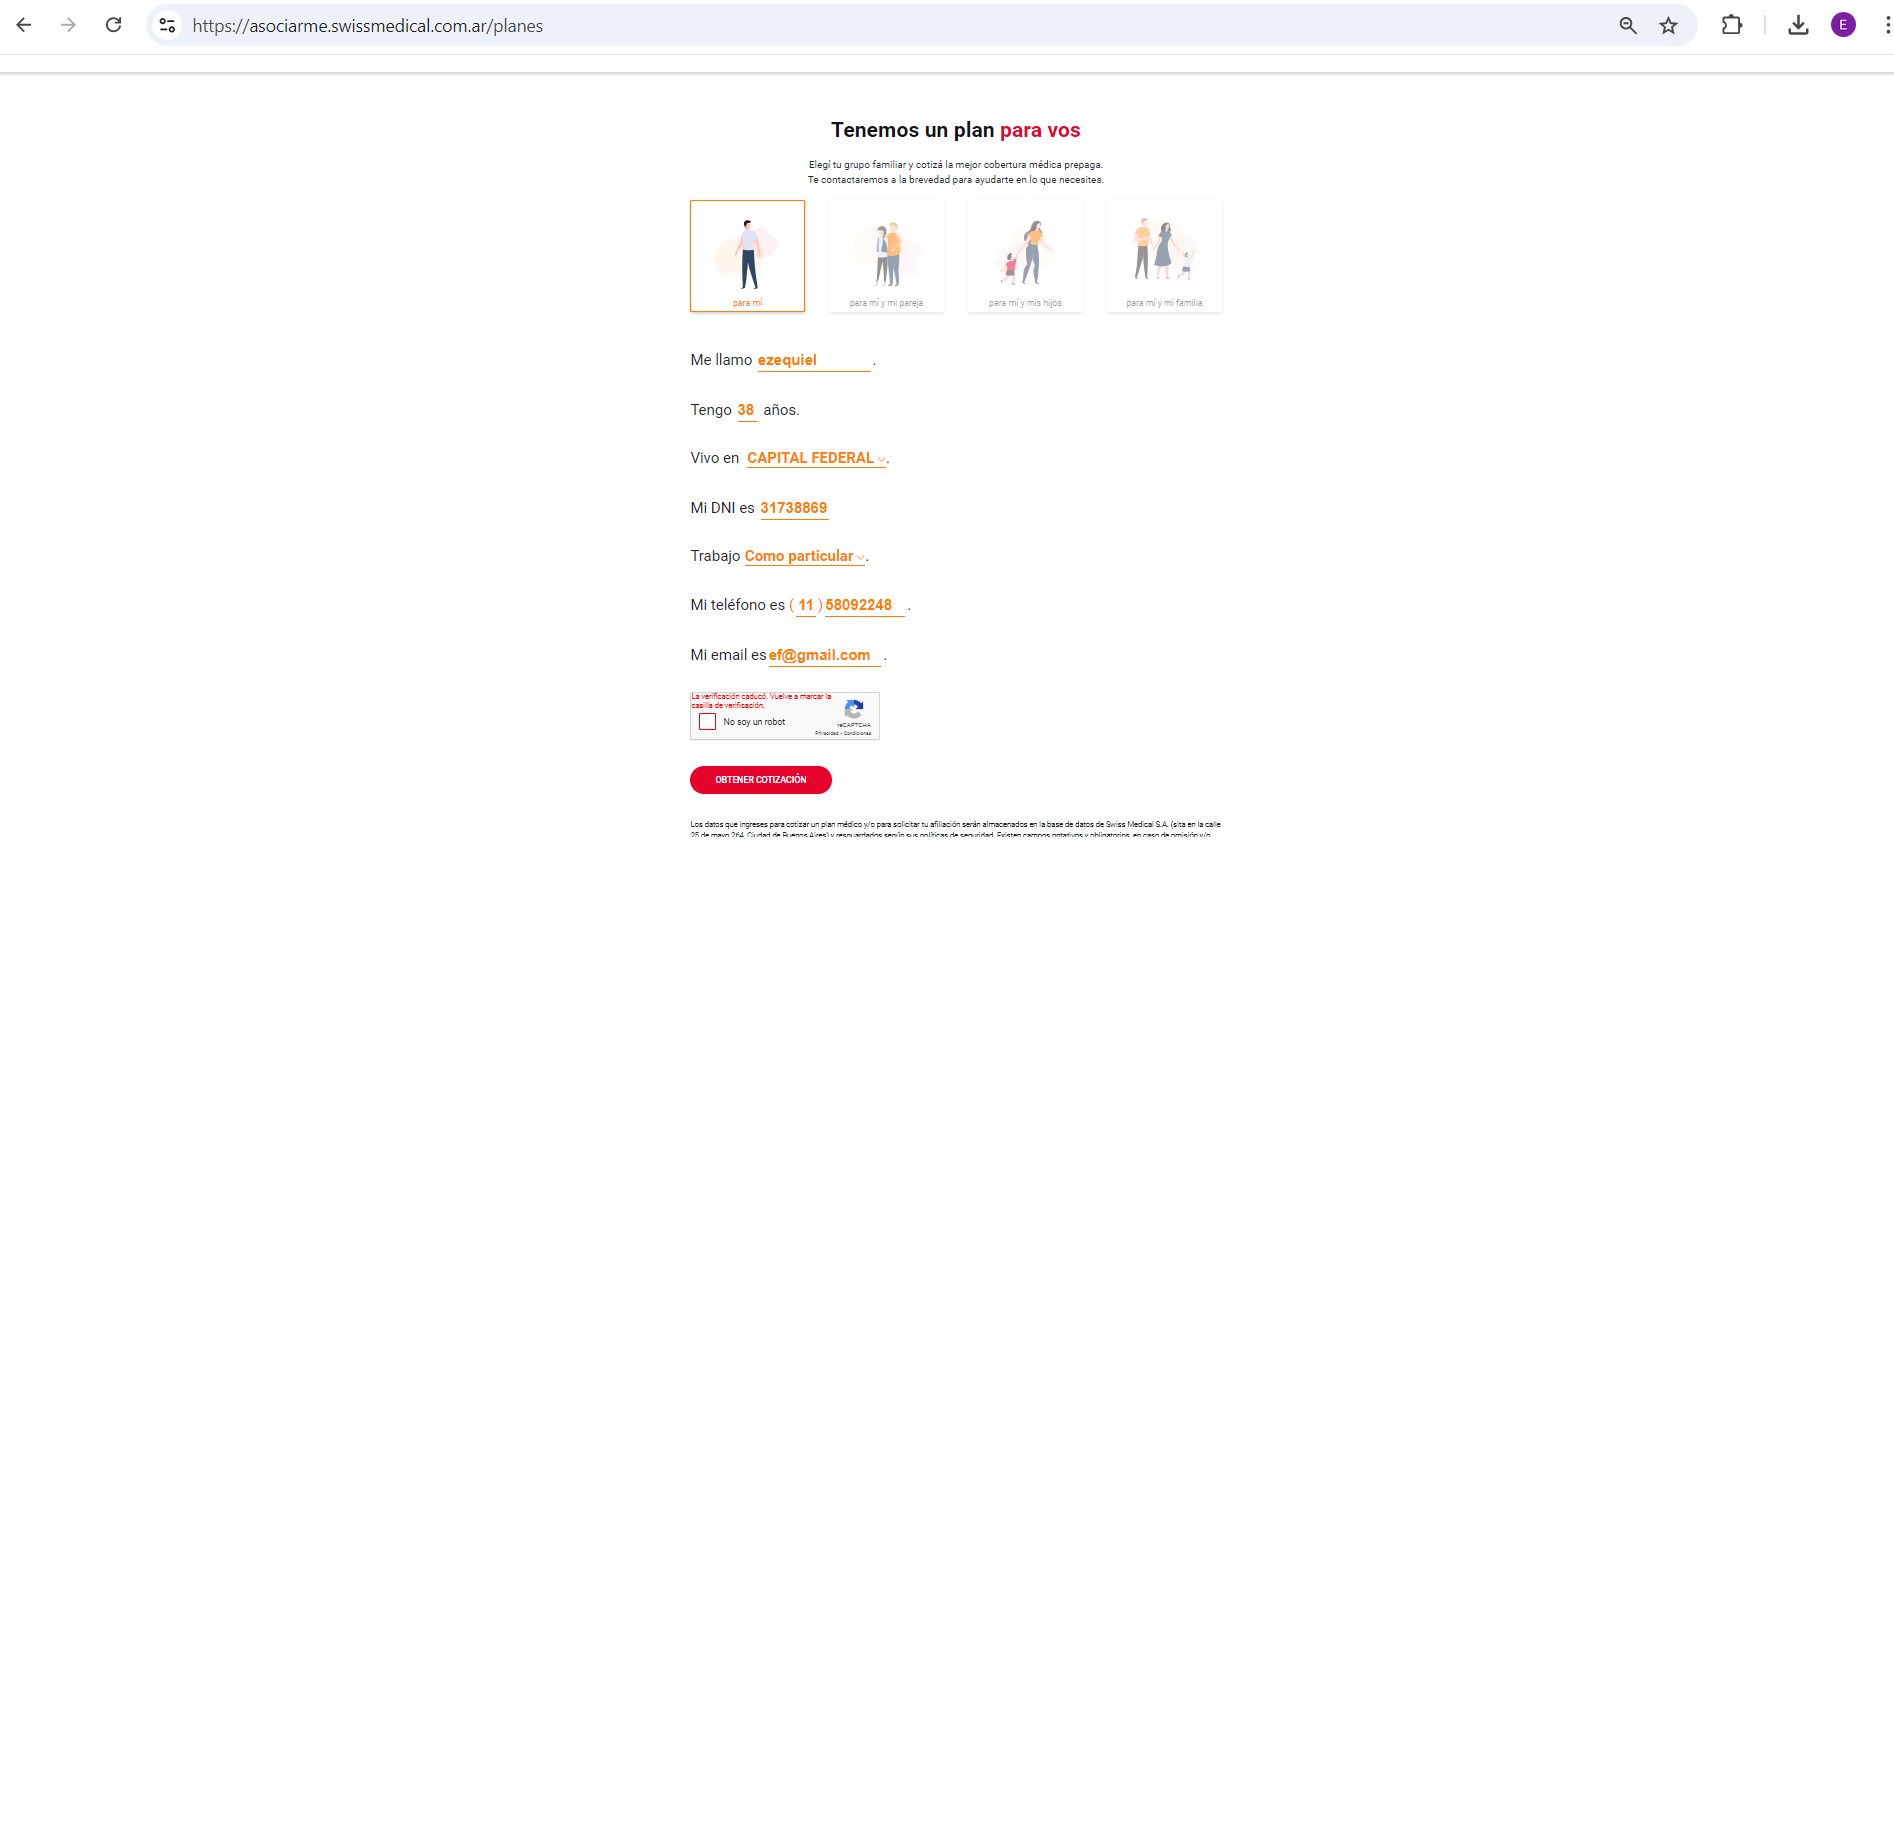 https://asociarme.swissmedical.com.ar/planes
E
Tenemos un plan para vos
Elegí tu grupo familiar y cotizá la mejor cobertura médica prepaga.
Te contactaremos a la brevedad para ayudarte en lo que necesites.
para mí
para mí y mi pareja
para mí y mis hijos
para mí y mi familia
Me llamo ezequiel .
Tengo 38 años.
Vivo en CAPITAL FEDERAL .
Mi DNI es 31738869
Trabajo Como particular .
Mi teléfono es ( 11 ) 58092248 .
Mi email es ef@gmail.com .
La verificación caducó. Vuelve a marcar la
casilla de verificación.
No soy un robot
reCAPTCHA
Privacidad - Condiciones
OBTENER COTIZACIÓN
Los datos que ingreses para cotizar un plan médico y/o para solicitar tu afiliación serán almacenados en la base de datos de Swiss Medical S.A. (sita en la calle
25 de mayo 264, Ciudad de Buenos Aires) y resguardados según sus políticas de seguridad. Existen campos optativos y obligatorios, en caso de omisión y/o